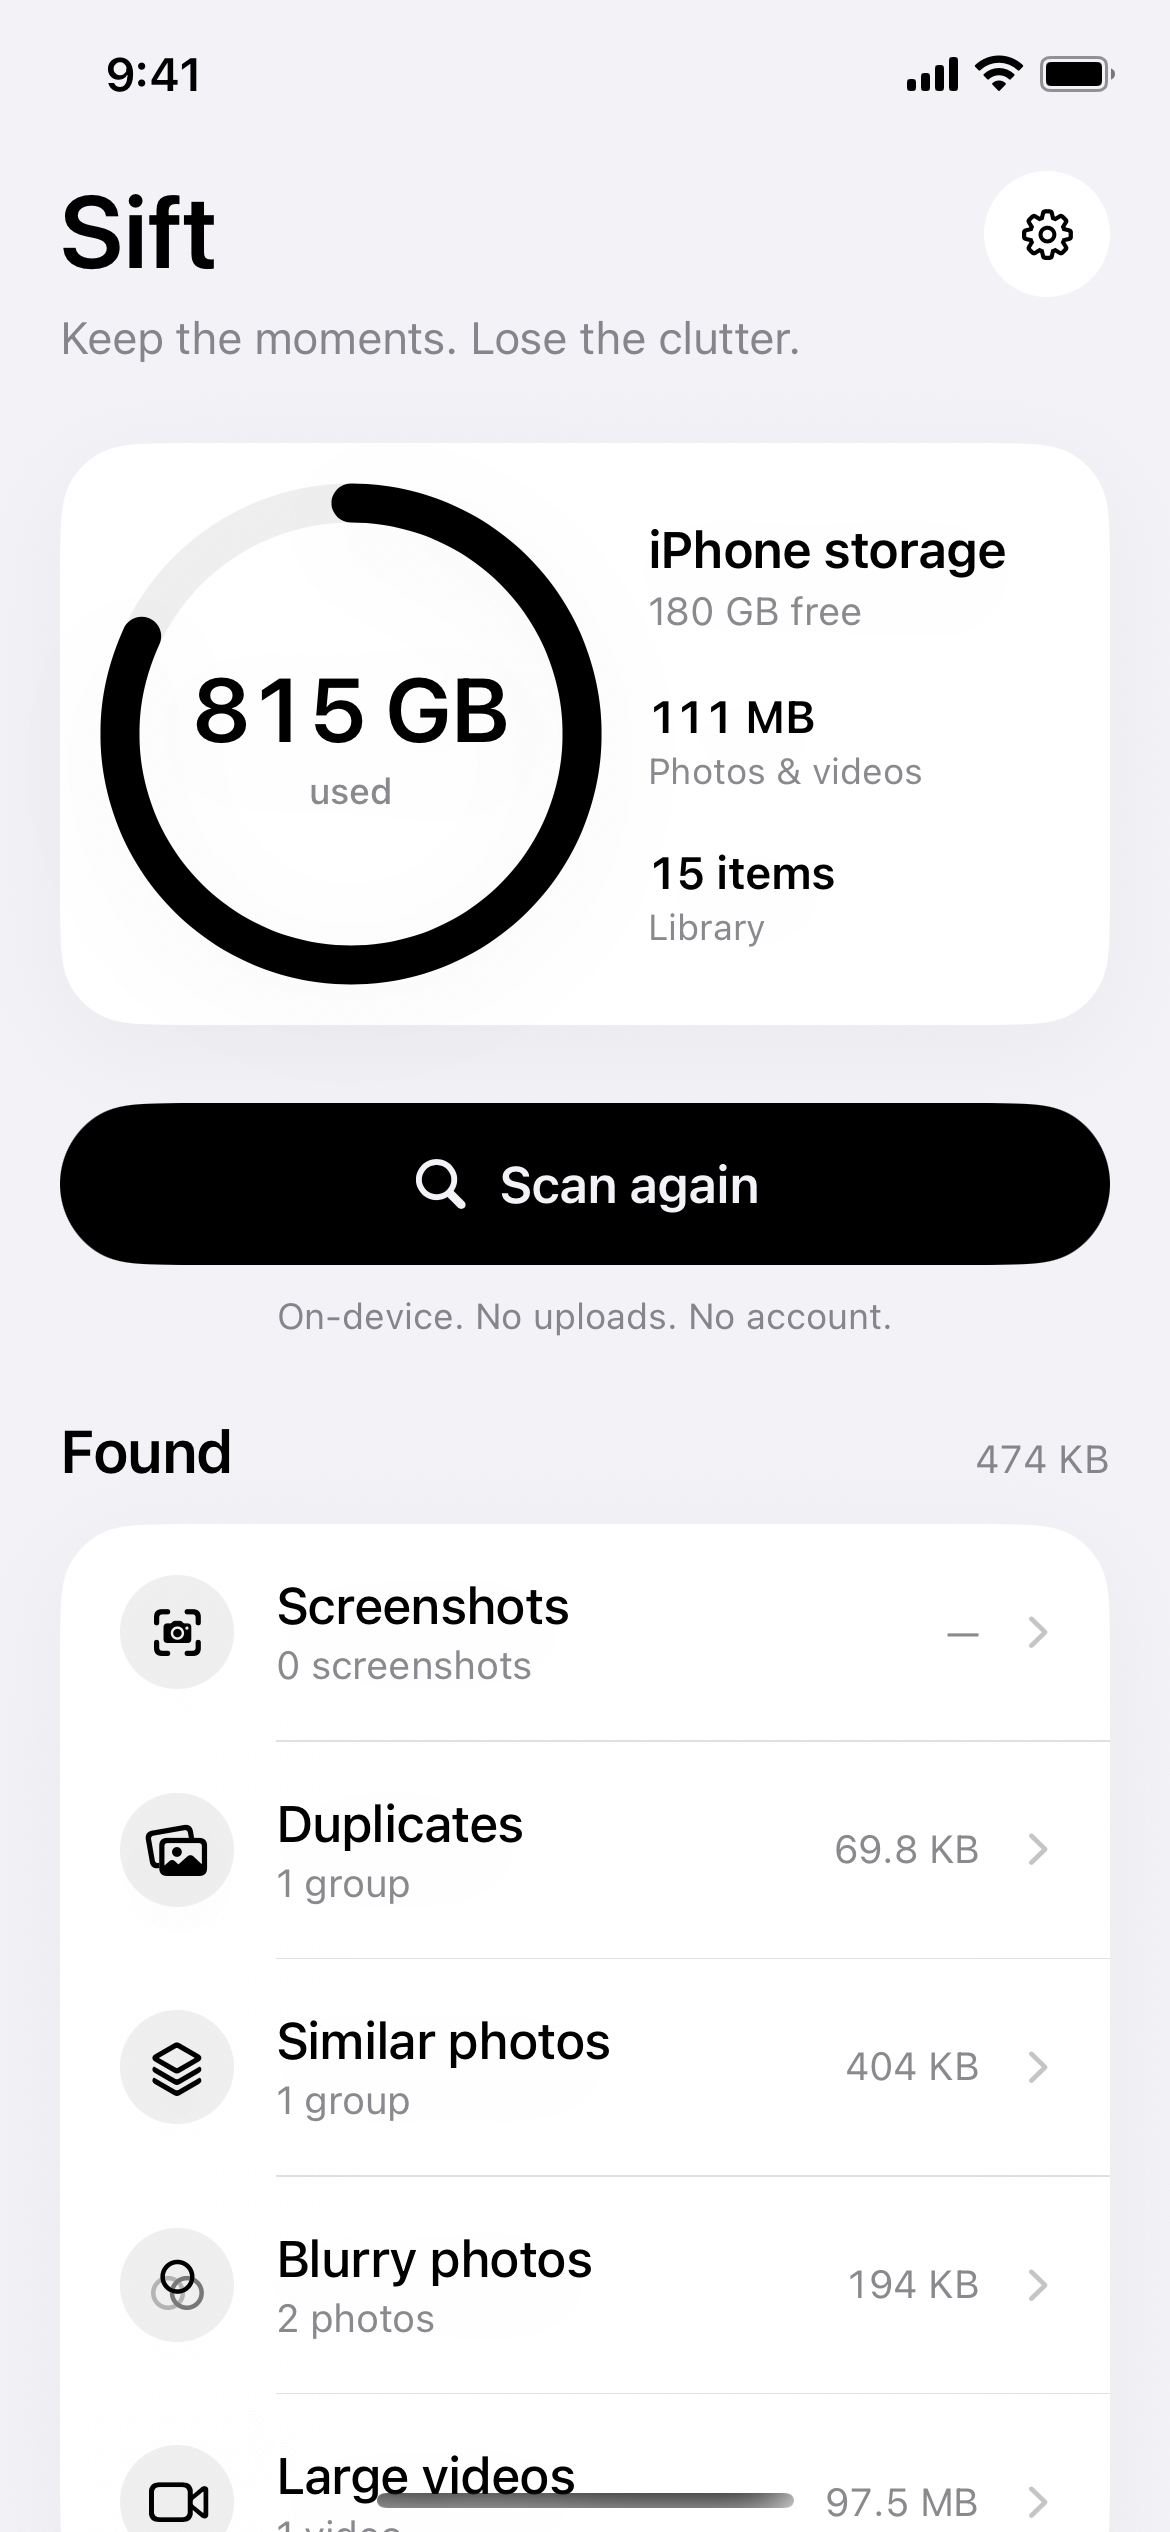 9:41
Sift
Keep the moments. Lose the clutter.
815 GB
used
iPhone storage
180 GB free
111 MB
Photos & videos
15 items
Library
Scan again
On-device. No uploads. No account.
Found
474 KB
Screenshots
0 screenshots
—
Duplicates
1 group
69.8 KB
Similar photos
1 group
404 KB
Blurry photos
2 photos
194 KB
Large videos
97.5 MB
1 video